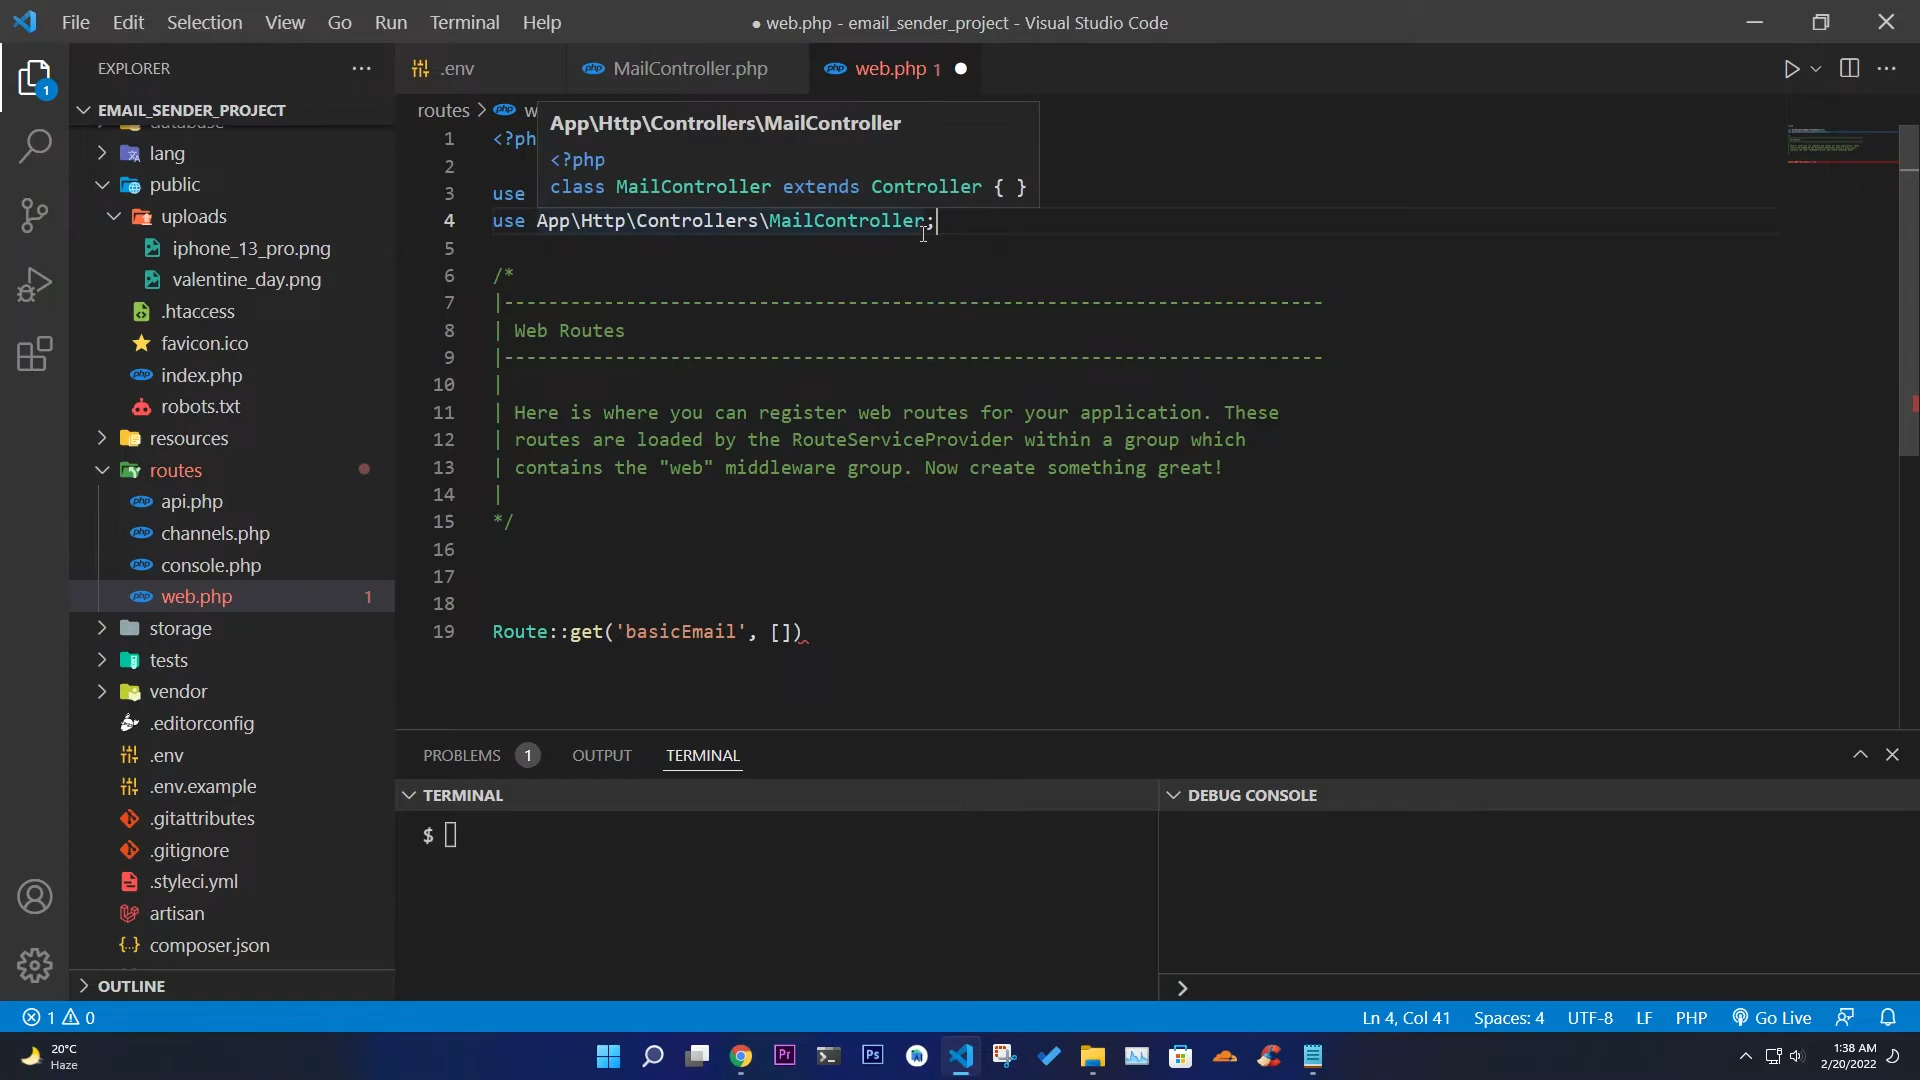 File Edit Selection View Go Run Terminal Help
● web.php - email_sender_project - Visual Studio Code
EXPLORER
.env
MailController.php
web.php 1
EMAIL_SENDER_PROJECT
database
lang
public
uploads
iphone_13_pro.png
valentine_day.png
.htaccess
favicon.ico
index.php
robots.txt
resources
routes
api.php
channels.php
console.php
web.php 1
storage
tests
vendor
.editorconfig
.env
.env.example
.gitattributes
.gitignore
.styleci.yml
artisan
composer.json
OUTLINE
1
routes > w
App\Http\Controllers\MailController
<?php
class MailController extends Controller { }
1 <?ph
2
3 use
4 use App\Http\Controllers\MailController;
5
6 /*
7 |--------------------------------------------------------------------------
8 | Web Routes
9 |--------------------------------------------------------------------------
10 |
11 | Here is where you can register web routes for your application. These
12 | routes are loaded by the RouteServiceProvider within a group which
13 | contains the "web" middleware group. Now create something great!
14 |
15 */
16
17
18
19 Route::get('basicEmail', [])
PROBLEMS 1 OUTPUT TERMINAL
TERMINAL
$
DEBUG CONSOLE
1 0
Ln 4, Col 41 Spaces: 4 UTF-8 LF PHP Go Live
20°C
Haze
Pr
Ps
1:38 AM
2/20/2022